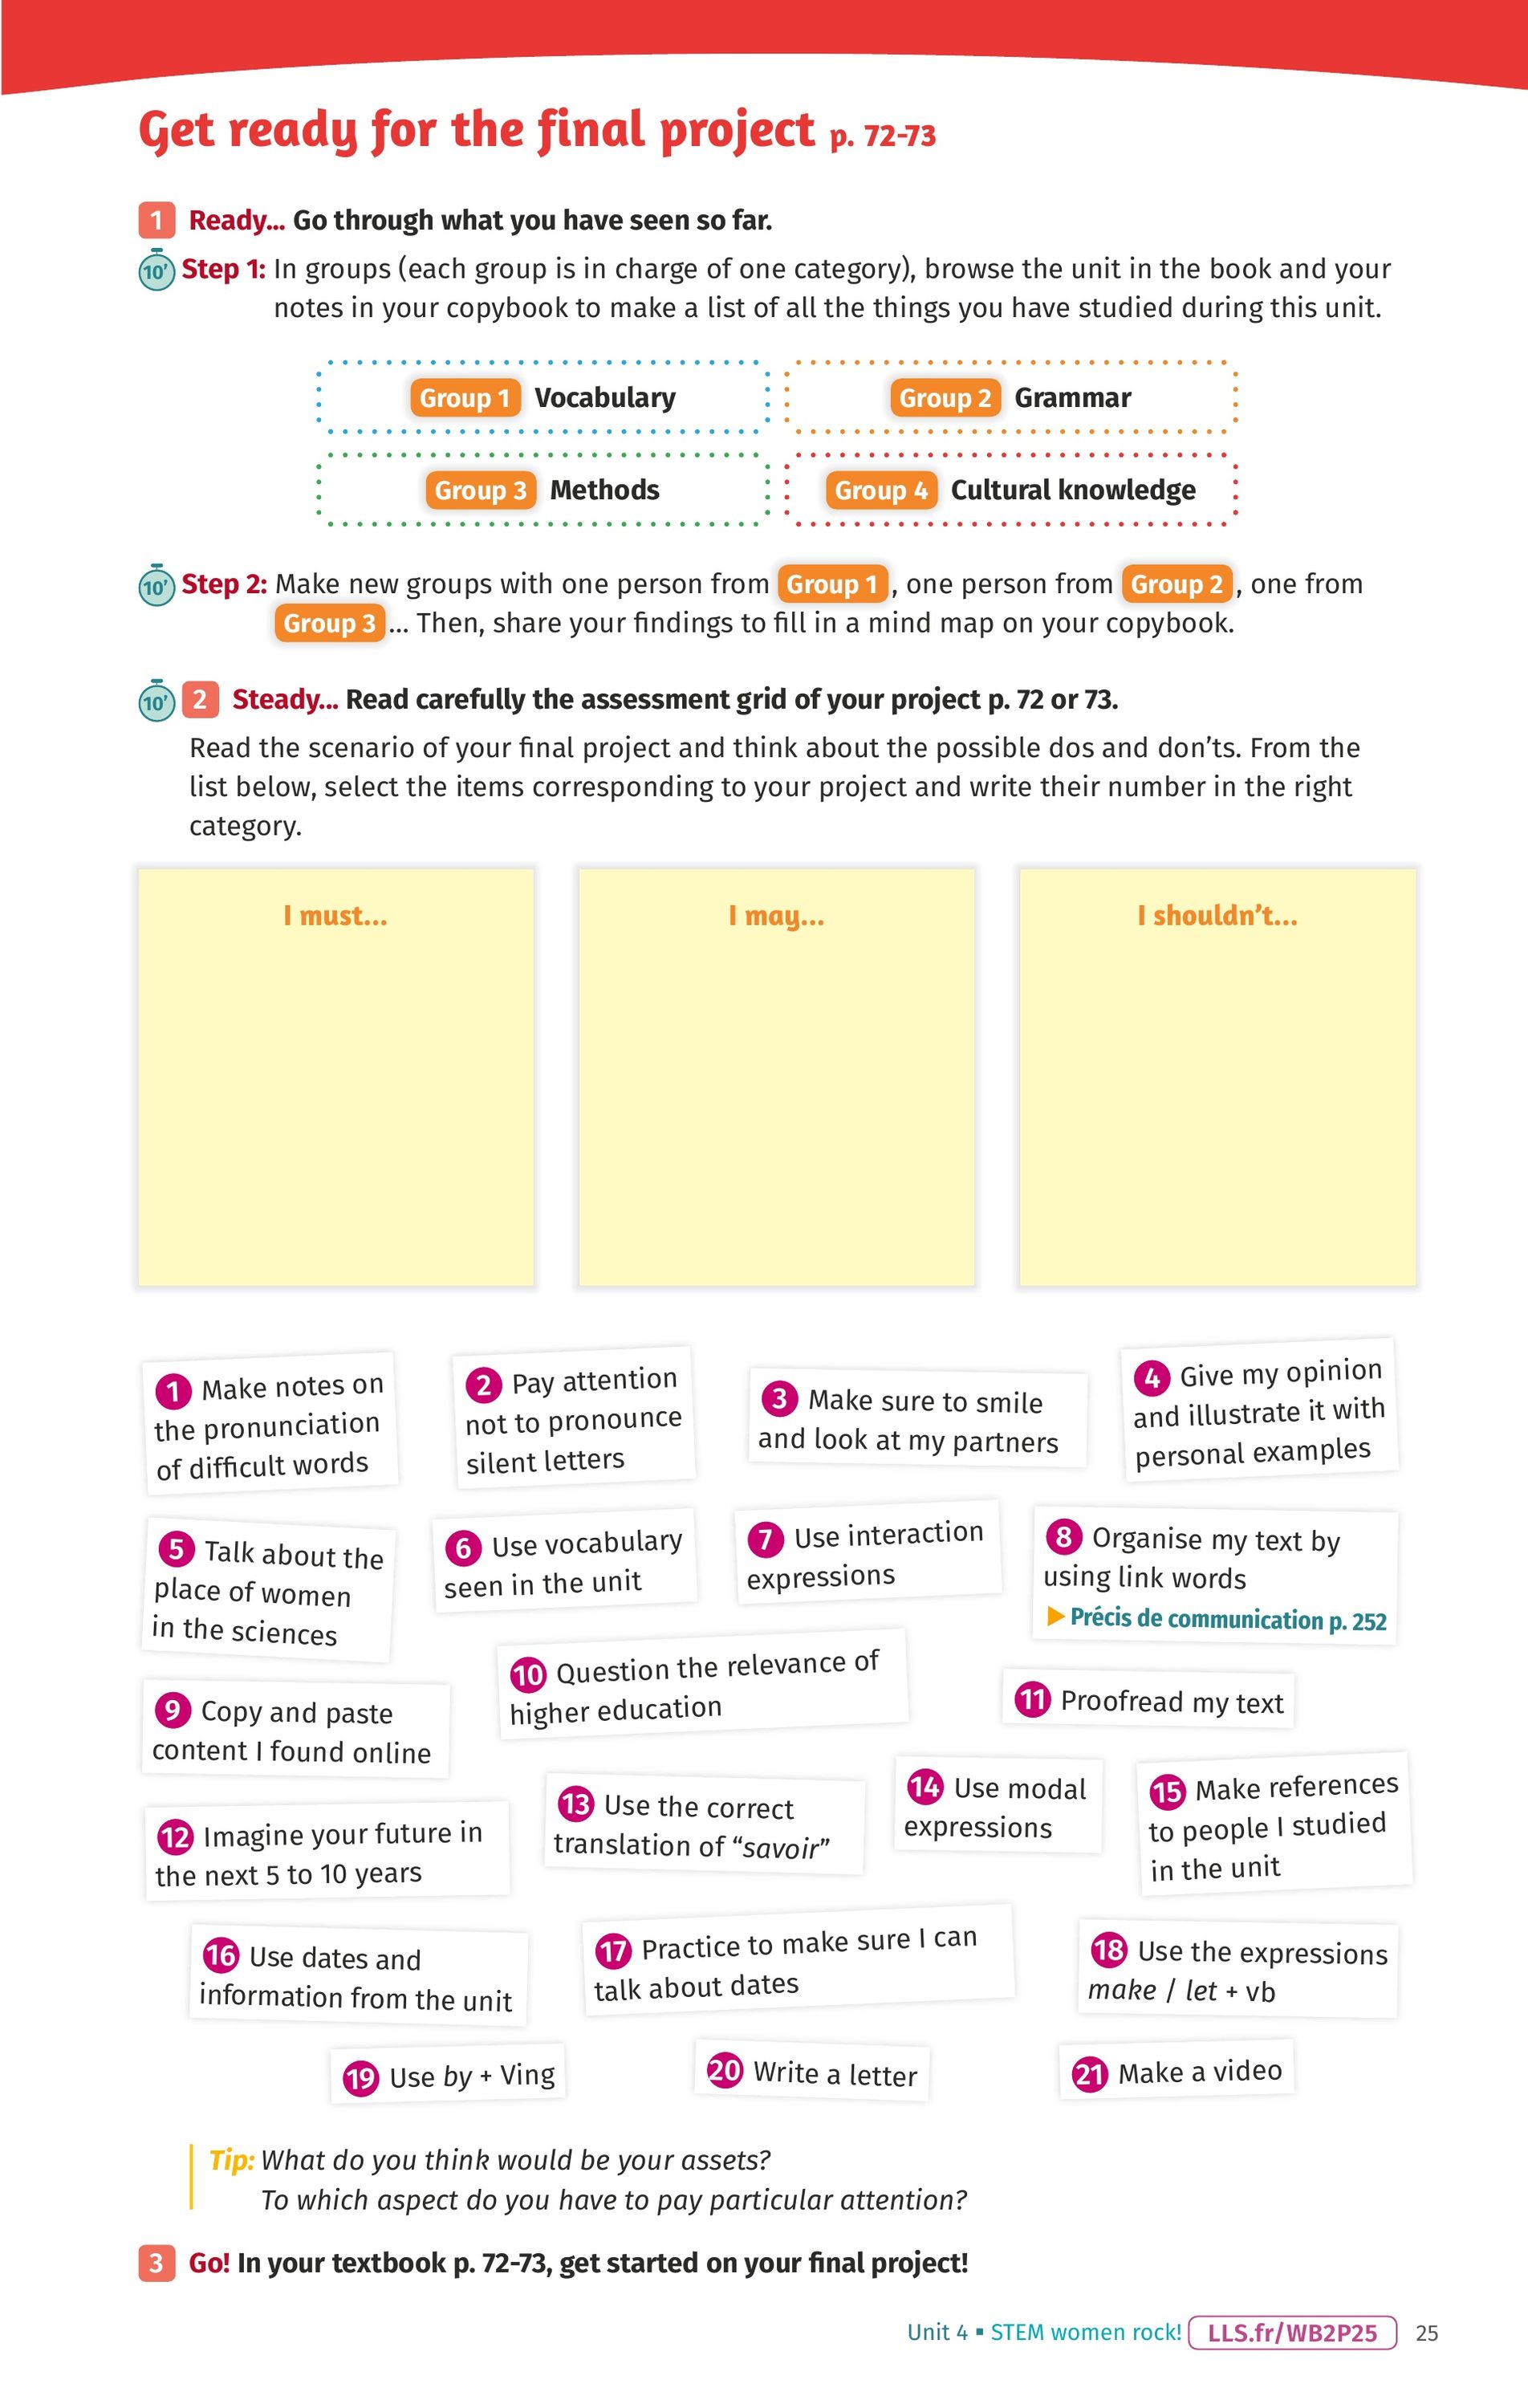 Get ready for the final project p. 72-73
1 Ready... Go through what you have seen so far.
10' Step 1: In groups (each group is in charge of one category), browse the unit in the book and your
notes in your copybook to make a list of all the things you have studied during this unit.
Group 1 Vocabulary
Group 2 Grammar
Group 3 Methods
Group 4 Cultural knowledge
10' Step 2: Make new groups with one person from Group 1, one person from Group 2, one from
Group 3... Then, share your findings to fill in a mind map on your copybook.
10' 2 Steady... Read carefully the assessment grid of your project p. 72 or 73.
Read the scenario of your final project and think about the possible dos and don'ts. From the
list below, select the items corresponding to your project and write their number in the right
category.
I must...
I may...
I shouldn't...
1 Make notes on
the pronunciation
of difficult words
2 Pay attention
not to pronounce
silent letters
3 Make sure to smile
and look at my partners
4 Give my opinion
and illustrate it with
personal examples
5 Talk about the
place of women
in the sciences
6 Use vocabulary
seen in the unit
7 Use interaction
expressions
8 Organise my text by
using link words
▶ Précis de communication p. 252
9 Copy and paste
content I found online
10 Question the relevance of
higher education
11 Proofread my text
12 Imagine your future in
the next 5 to 10 years
13 Use the correct
translation of "savoir"
14 Use modal
expressions
15 Make references
to people I studied
in the unit
16 Use dates and
information from the unit
17 Practice to make sure I can
talk about dates
18 Use the expressions
make / let + vb
19 Use by + Ving
20 Write a letter
21 Make a video
Tip: What do you think would be your assets?
To which aspect do you have to pay particular attention?
3 Go! In your textbook p. 72-73, get started on your final project!
Unit 4 ▪ STEM women rock! LLS.fr/WB2P25 25